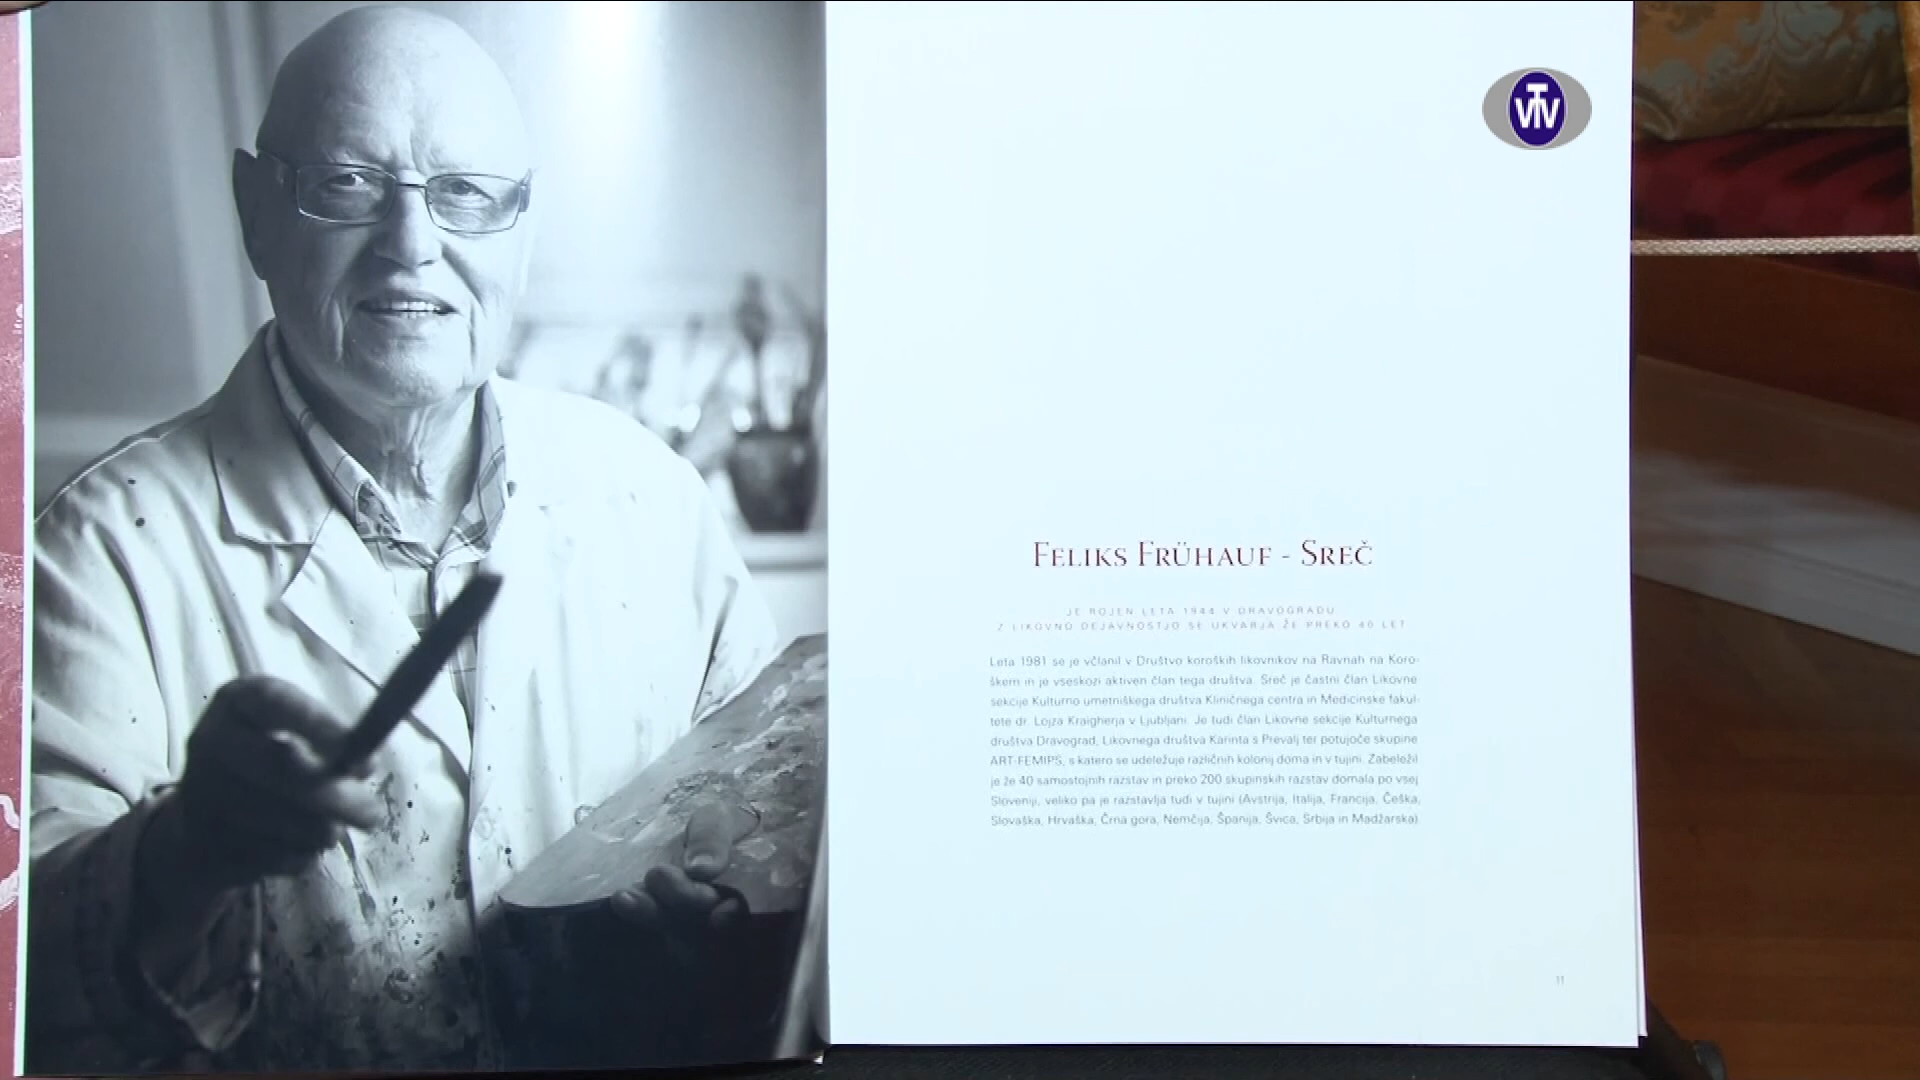 VTV
Feliks Frühauf - Sreč
JE ROJEN LETA 1944 V DRAVOGRADU
Z LIKOVNO DEJAVNOSTJO SE UKVARJA ŽE PREKO 40 LET
Leta 1981 se je včlanil v Društvo koroških likovnikov na Ravnah na Koro-
škem in je vseskozi aktiven član tega društva. Sreč je častni član Likovne
sekcije Kulturno umetniškega društva Kliničnega centra in Medicinske fakul-
tete dr. Lojza Kraigherja v Ljubljani. Je tudi član Likovne sekcije Kulturnega
društva Dravograd, Likovnega društva Karinta s Prevalj ter potujoče skupine
ART-FEMIPS, s katero se udeležuje različnih kolonij doma in v tujini. Zabeležil
je že 40 samostojnih razstav in preko 200 skupinskih razstav domala po vsej
Sloveniji, veliko pa je razstavlja tudi v tujini (Avstrija, Italija, Francija, Češka,
Slovaška, Hrvaška, Črna gora, Nemčija, Španija, Švica, Srbija in Madžarska)
11